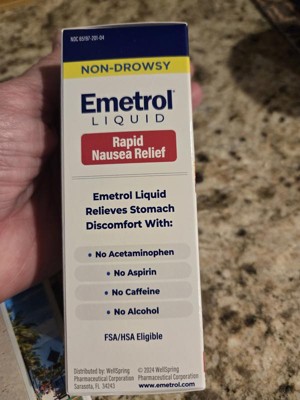 NDC 65197-201-04
NON-DROWSY
Emetrol®
LIQUID
Rapid
Nausea Relief
Emetrol Liquid
Relieves Stomach
Discomfort With:
• No Acetaminophen
• No Aspirin
• No Caffeine
• No Alcohol
FSA/HSA Eligible
Distributed by: WellSpring
Pharmaceutical Corporation
Sarasota, FL 34243
© 2024 WellSpring
Pharmaceutical Corporation
www.emetrol.com